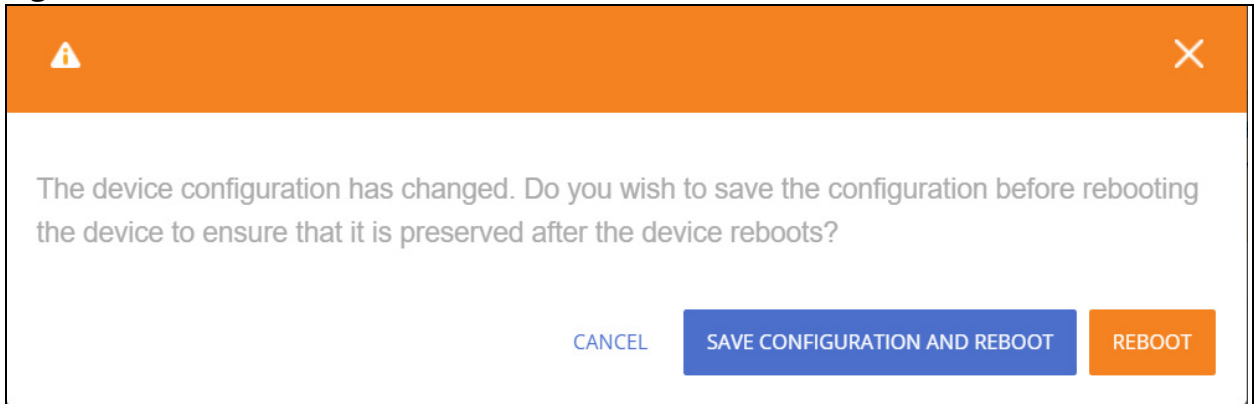 The device configuration has changed. Do you wish to save the configuration before rebooting
the device to ensure that it is preserved after the device reboots?
CANCEL SAVE CONFIGURATION AND REBOOT REBOOT